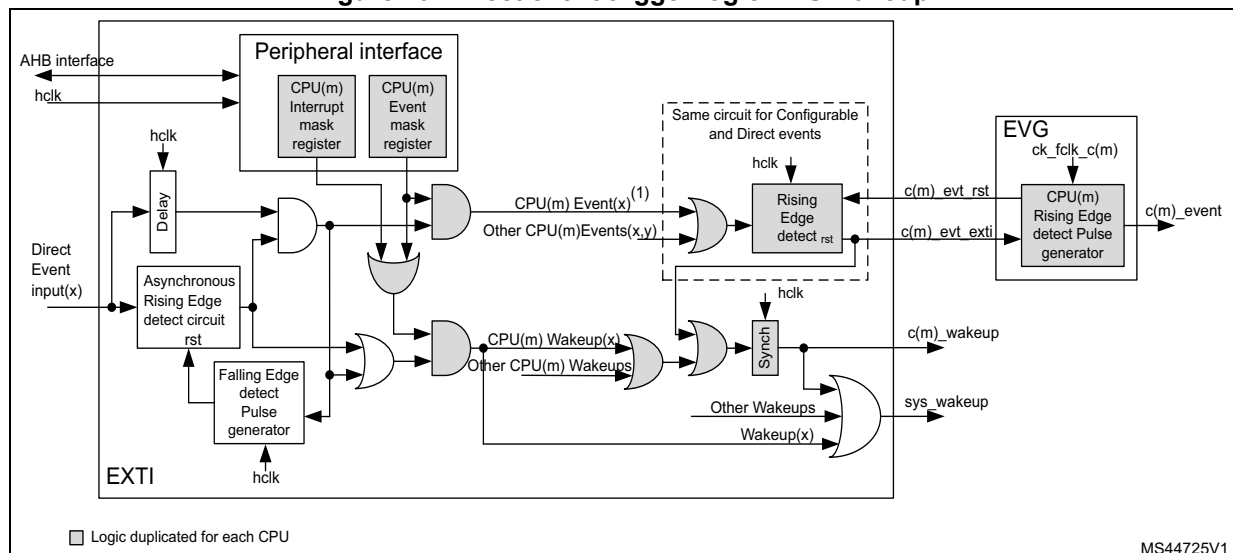 AHB interface
hclk
Peripheral interface
CPU(m)
Interrupt
mask
register
CPU(m)
Event
mask
register
Same circuit for Configurable
and Direct events
hclk
Rising
Edge
detect rst
EVG
ck_fclk_c(m)
CPU(m)
Rising Edge
detect Pulse
generator
c(m)_evt_rst
c(m)_evt_exti
c(m)_event
hclk
Delay
CPU(m) Event(x)(1)
Other CPU(m)Events(x,y)
Direct
Event
input(x)
Asynchronous
Rising Edge
detect circuit
rst
Falling Edge
detect
Pulse
generator
hclk
CPU(m) Wakeup(x)
Other CPU(m) Wakeups
hclk
Synch
c(m)_wakeup
Other Wakeups
Wakeup(x)
sys_wakeup
EXTI
Logic duplicated for each CPU
MS44725V1